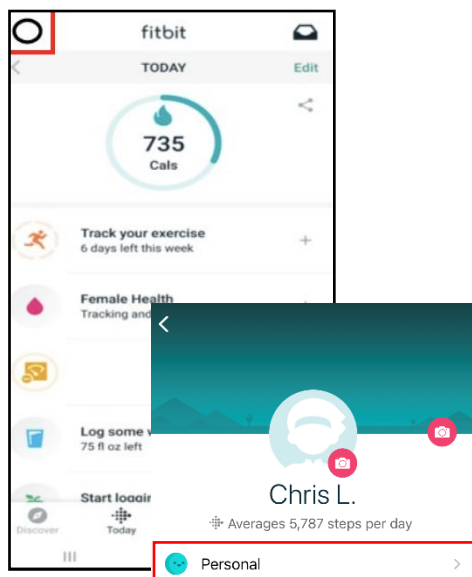 fitbit
TODAY
Edit
735
Cals
Track your exercise
6 days left this week
Female Health
Tracking and
Log some
75 fl oz left
Start
Discover
Today
Chris L.
Averages 5,787 steps per day
Personal